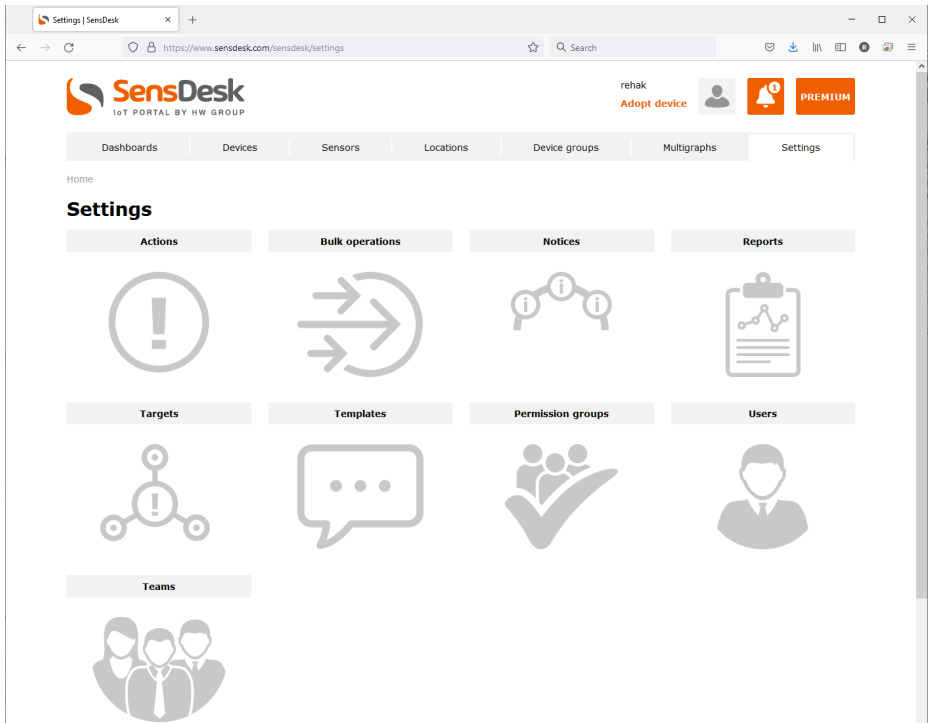 Settings | SensDesk
https://www.sensdesk.com/sensdesk/settings
Search
SensDesk
IoT PORTAL BY HW GROUP
rehak
Adopt device
1
PREMIUM
Dashboards Devices Sensors Locations Device groups Multigraphs Settings
Home
Settings
Actions Bulk operations Notices Reports
Targets Templates Permission groups Users
Teams